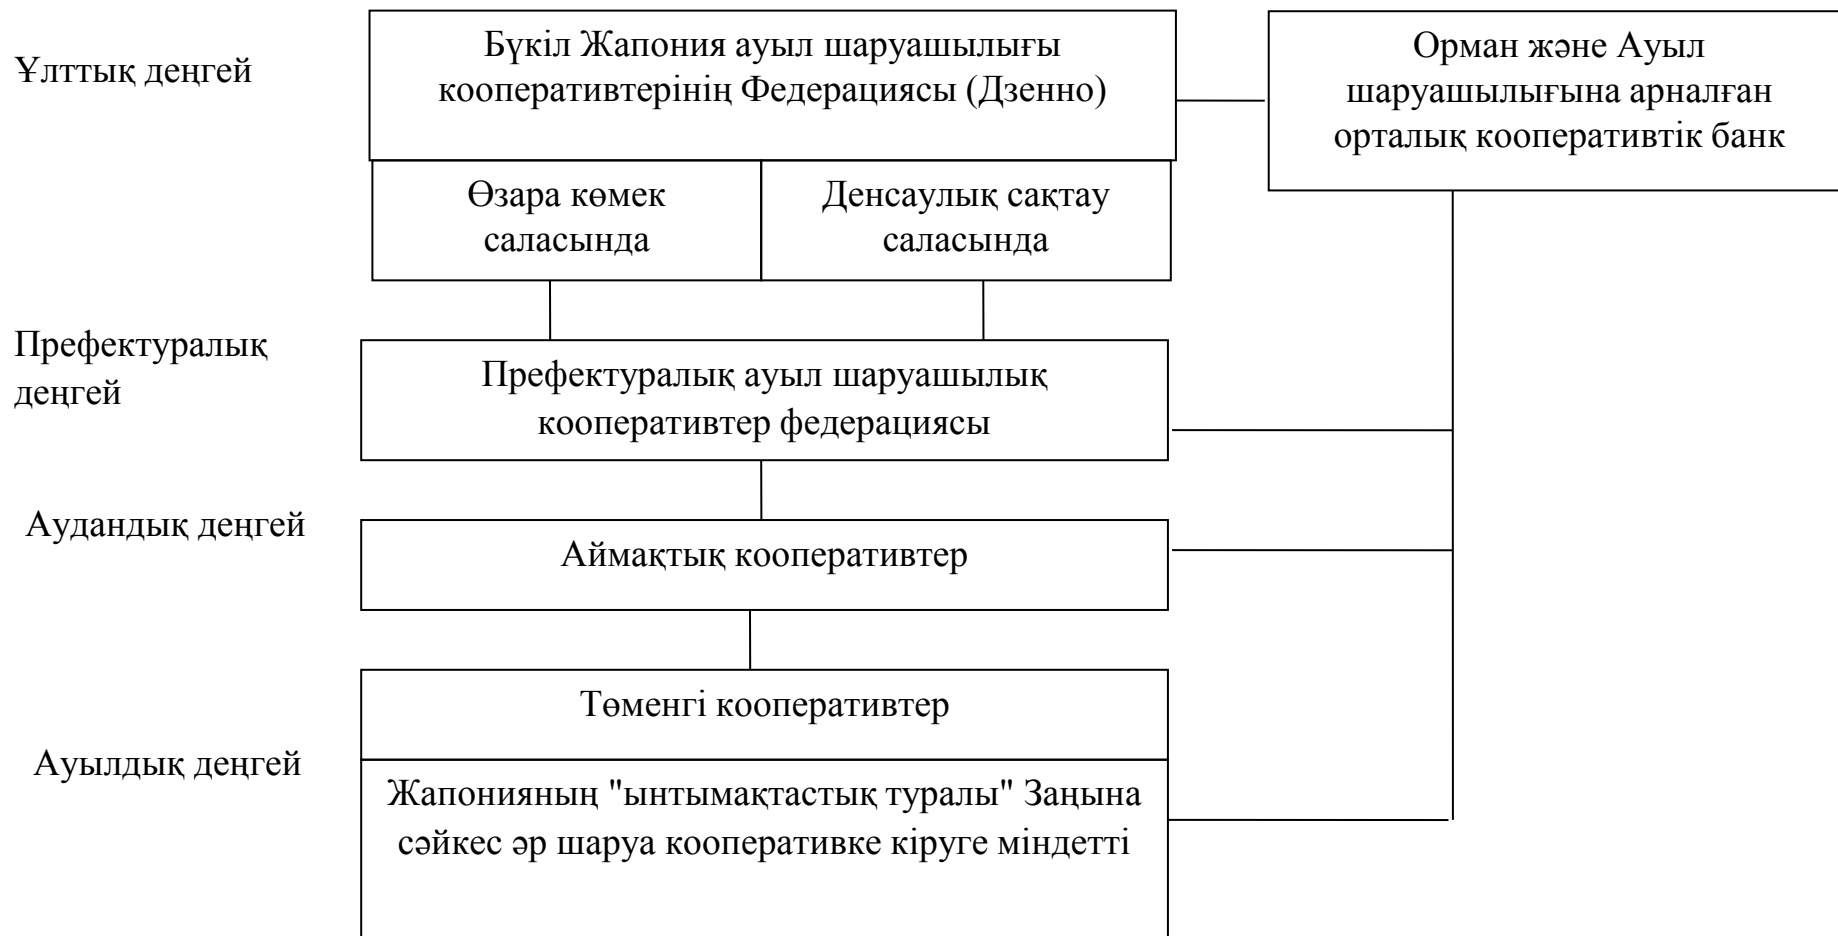 Ұлттық деңгей
Бүкіл Жапония ауыл шаруашылығы
кооперативтерінің Федерациясы (Дзенно)
Орман және Ауыл
шаруашылығына арналған
орталық кооперативтік банк
Өзара көмек
саласында
Денсаулық сақтау
саласында
Префектуралық
деңгей
Префектуралық ауыл шаруашылық
кооперативтер федерациясы
Аудандық деңгей
Аймақтық кооперативтер
Төменгі кооперативтер
Ауылдық деңгей
Жапонияның "ынтымақтастық туралы" Заңына
сәйкес әр шаруа кооперативке кіруге міндетті